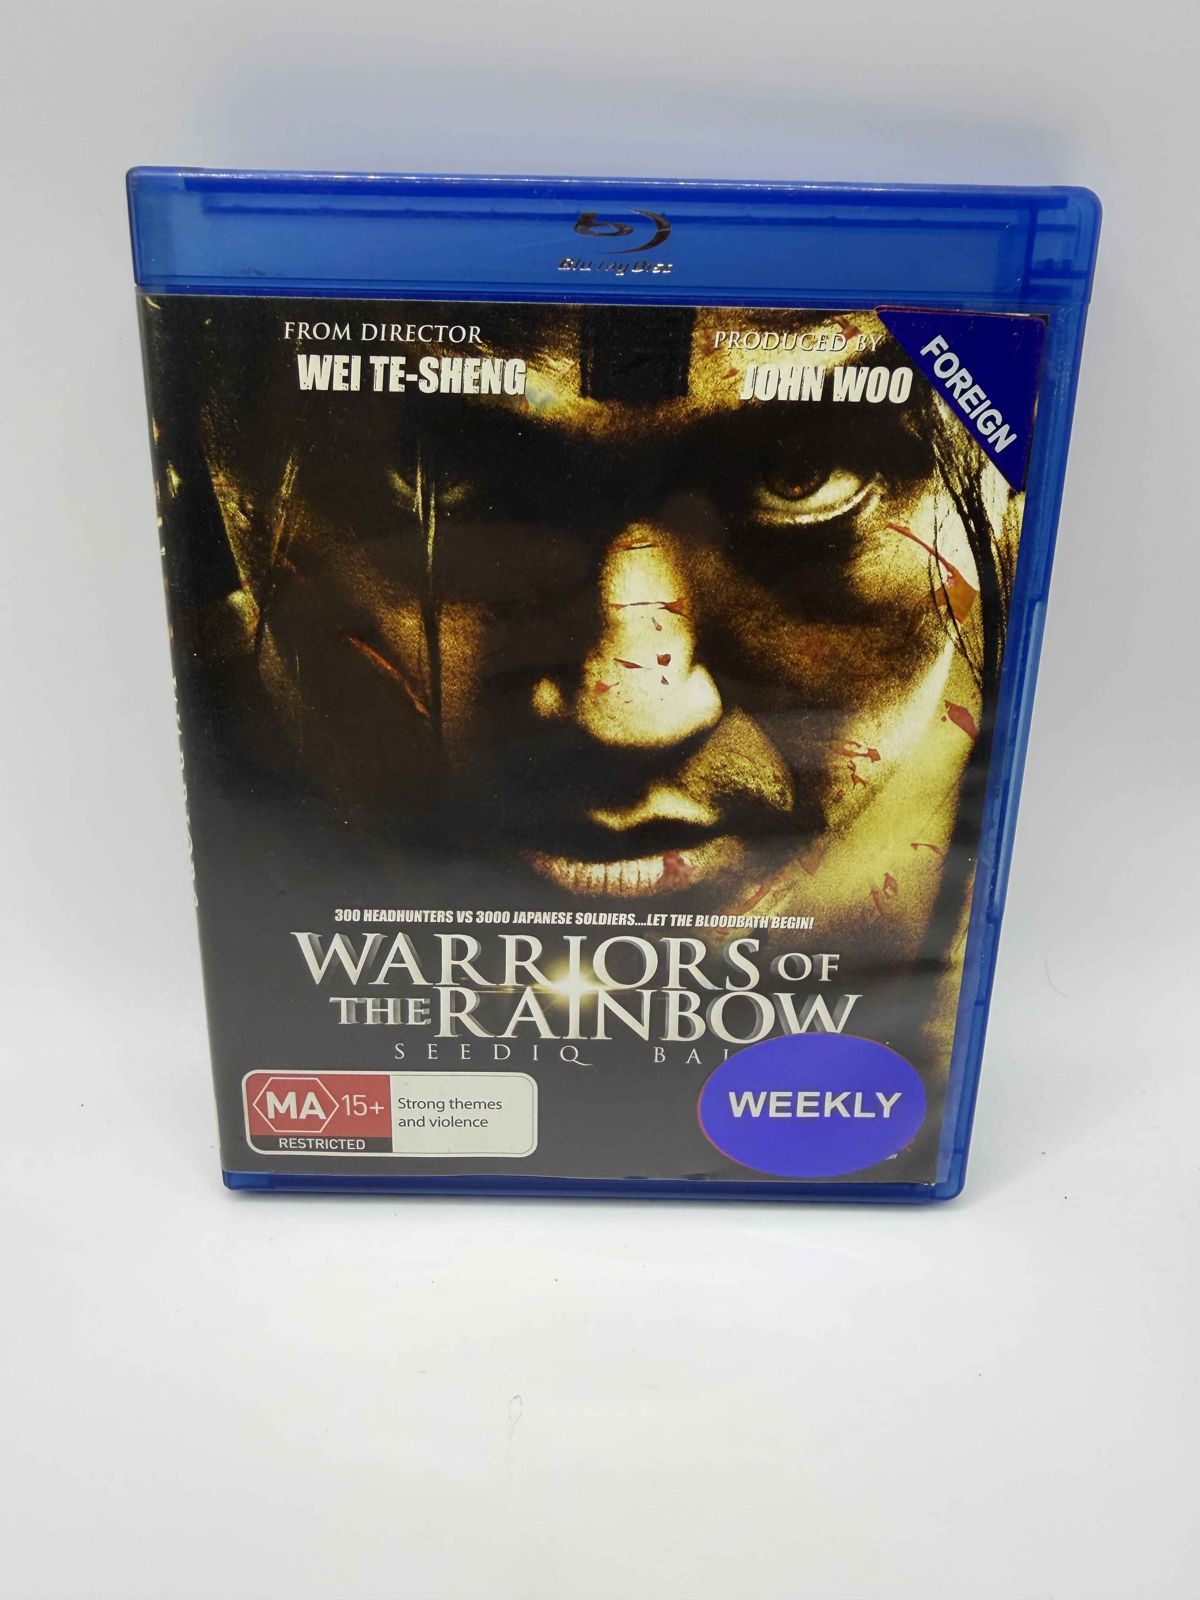 Blu-ray Disc
FROM DIRECTOR
WEI TE-SHENG
PRODUCED BY
JOHN WOO
FOREIGN
300 HEADHUNTERS VS 3000 JAPANESE SOLDIERS....LET THE BLOODBATH BEGIN!
WARRIORS OF
THE RAINBOW
SEEDIQ BAL
MA 15+
RESTRICTED
Strong themes
and violence
WEEKLY